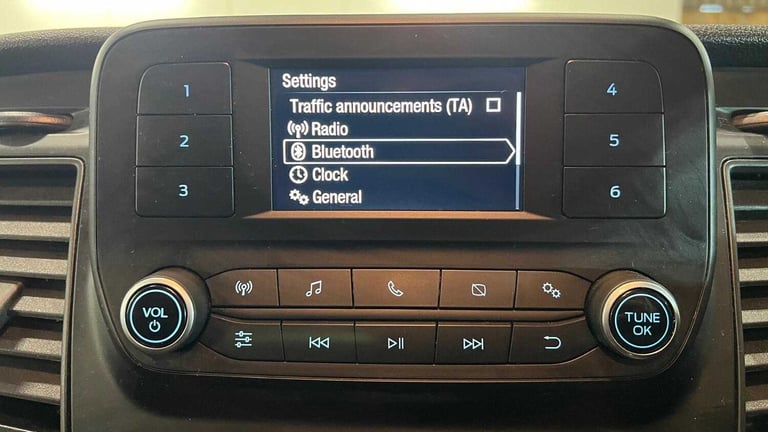 Settings
Traffic announcements (TA)
Radio
Bluetooth
Clock
General
1
2
3
4
5
6
VOL
TUNE
OK